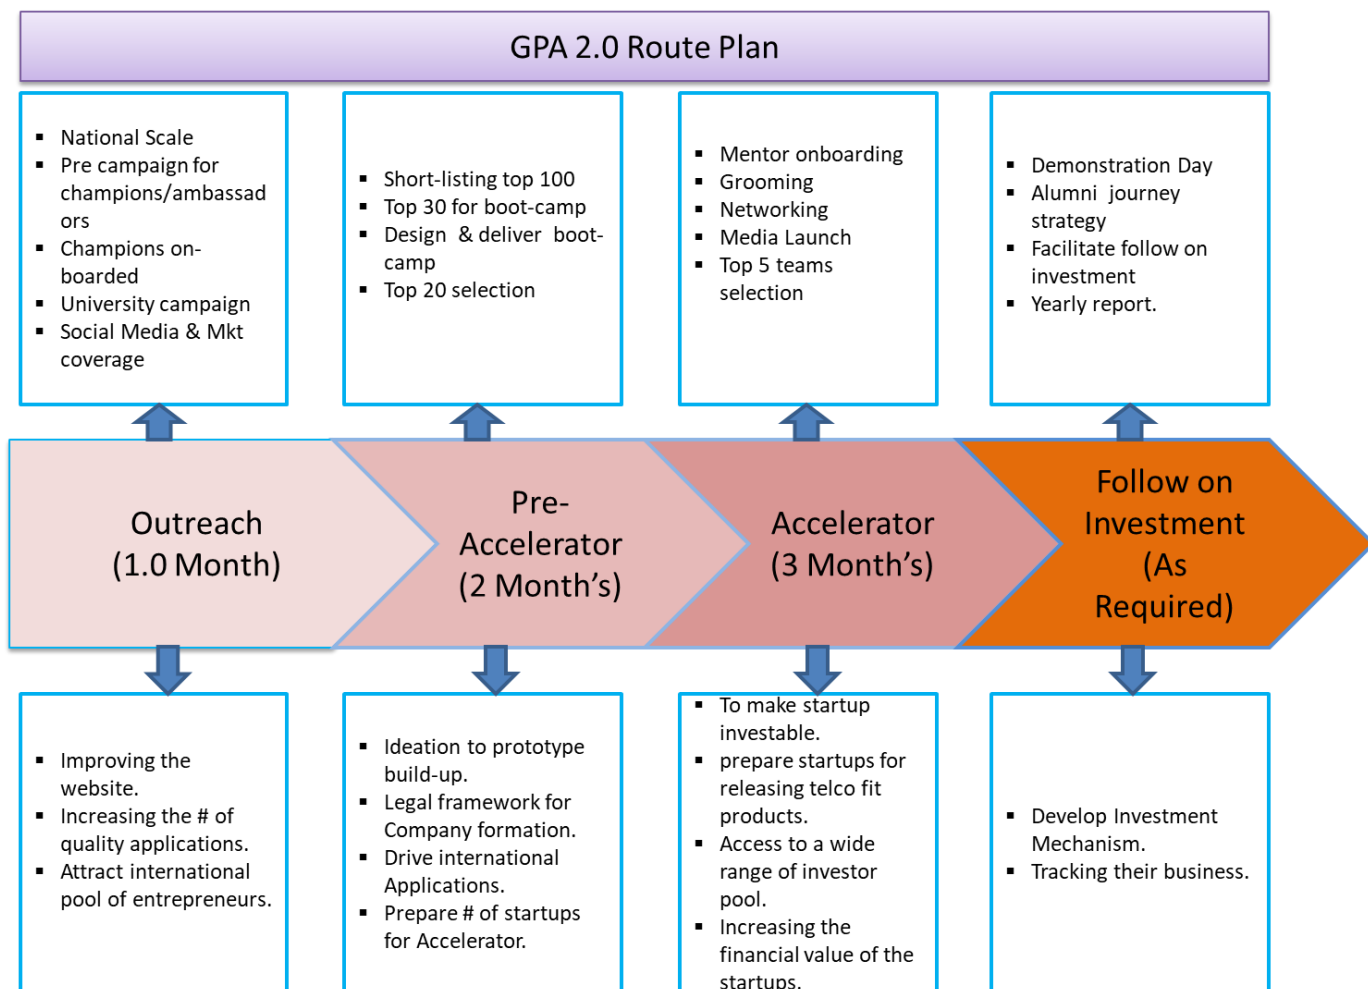 GPA 2.0 Route Plan
▪ National Scale
▪ Pre campaign for
champions/ambassad
ors
▪ Champions on-
boarded
▪ University campaign
▪ Social Media & Mkt
coverage
▪ Short-listing top 100
▪ Top 30 for boot-camp
▪ Design & deliver boot-
camp
▪ Top 20 selection
▪ Mentor onboarding
▪ Grooming
▪ Networking
▪ Media Launch
▪ Top 5 teams
selection
▪ Demonstration Day
▪ Alumni journey
strategy
▪ Facilitate follow on
investment
▪ Yearly report.
Outreach
(1.0 Month)
Pre-
Accelerator
(2 Month’s)
Accelerator
(3 Month’s)
Follow on
Investment
(As
Required)
▪ Improving the
website.
▪ Increasing the # of
quality applications.
▪ Attract international
pool of entrepreneurs.
▪ Ideation to prototype
build-up.
▪ Legal framework for
Company formation.
▪ Drive international
Applications.
▪ Prepare # of startups
for Accelerator.
▪ To make startup
investable.
▪ prepare startups for
releasing telco fit
products.
▪ Access to a wide
range of investor
pool.
▪ Increasing the
financial value of the
startups.
▪ Develop Investment
Mechanism.
▪ Tracking their business.